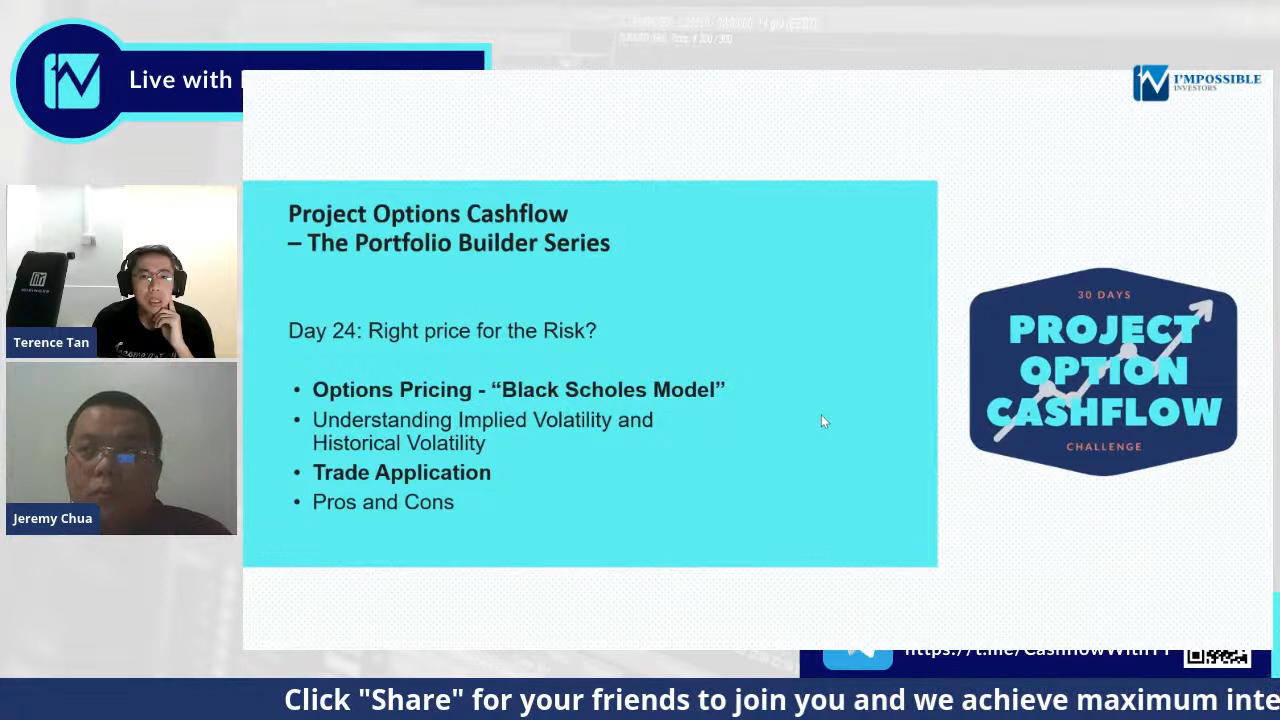 Live with
I'MPOSSIBLE
INVESTORS
Project Options Cashflow
– The Portfolio Builder Series
Day 24: Right price for the Risk?
• Options Pricing - “Black Scholes Model”
• Understanding Implied Volatility and
Historical Volatility
• Trade Application
• Pros and Cons
30 DAYS
PROJECT
OPTION
CASHFLOW
CHALLENGE
Terence Tan
Jeremy Chua
https://t.me/CashflowWithTT
Click "Share" for your friends to join you and we achieve maximum inte